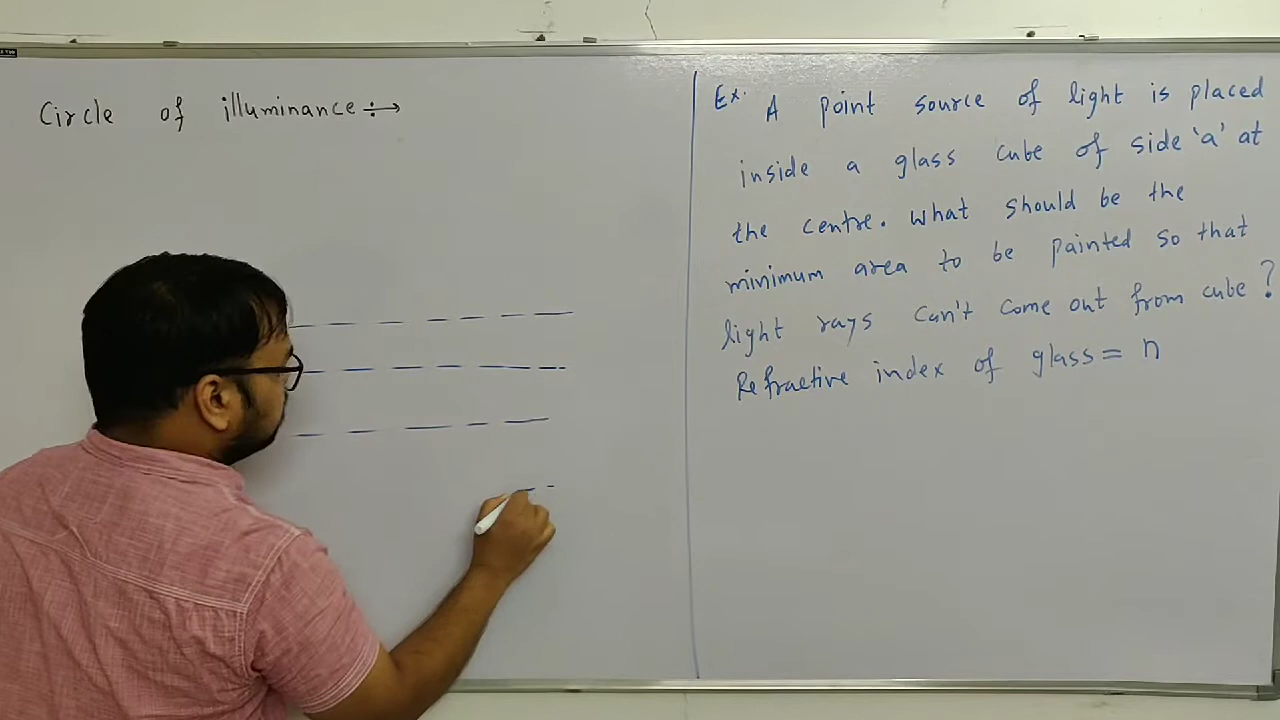 Circle of illuminance ÷→
Ex. A point source of light is placed
inside a glass cube of side 'a' at
the centre. What should be the
minimum area to be painted so that
light rays can't come out from cube?
Refractive index of glass = n